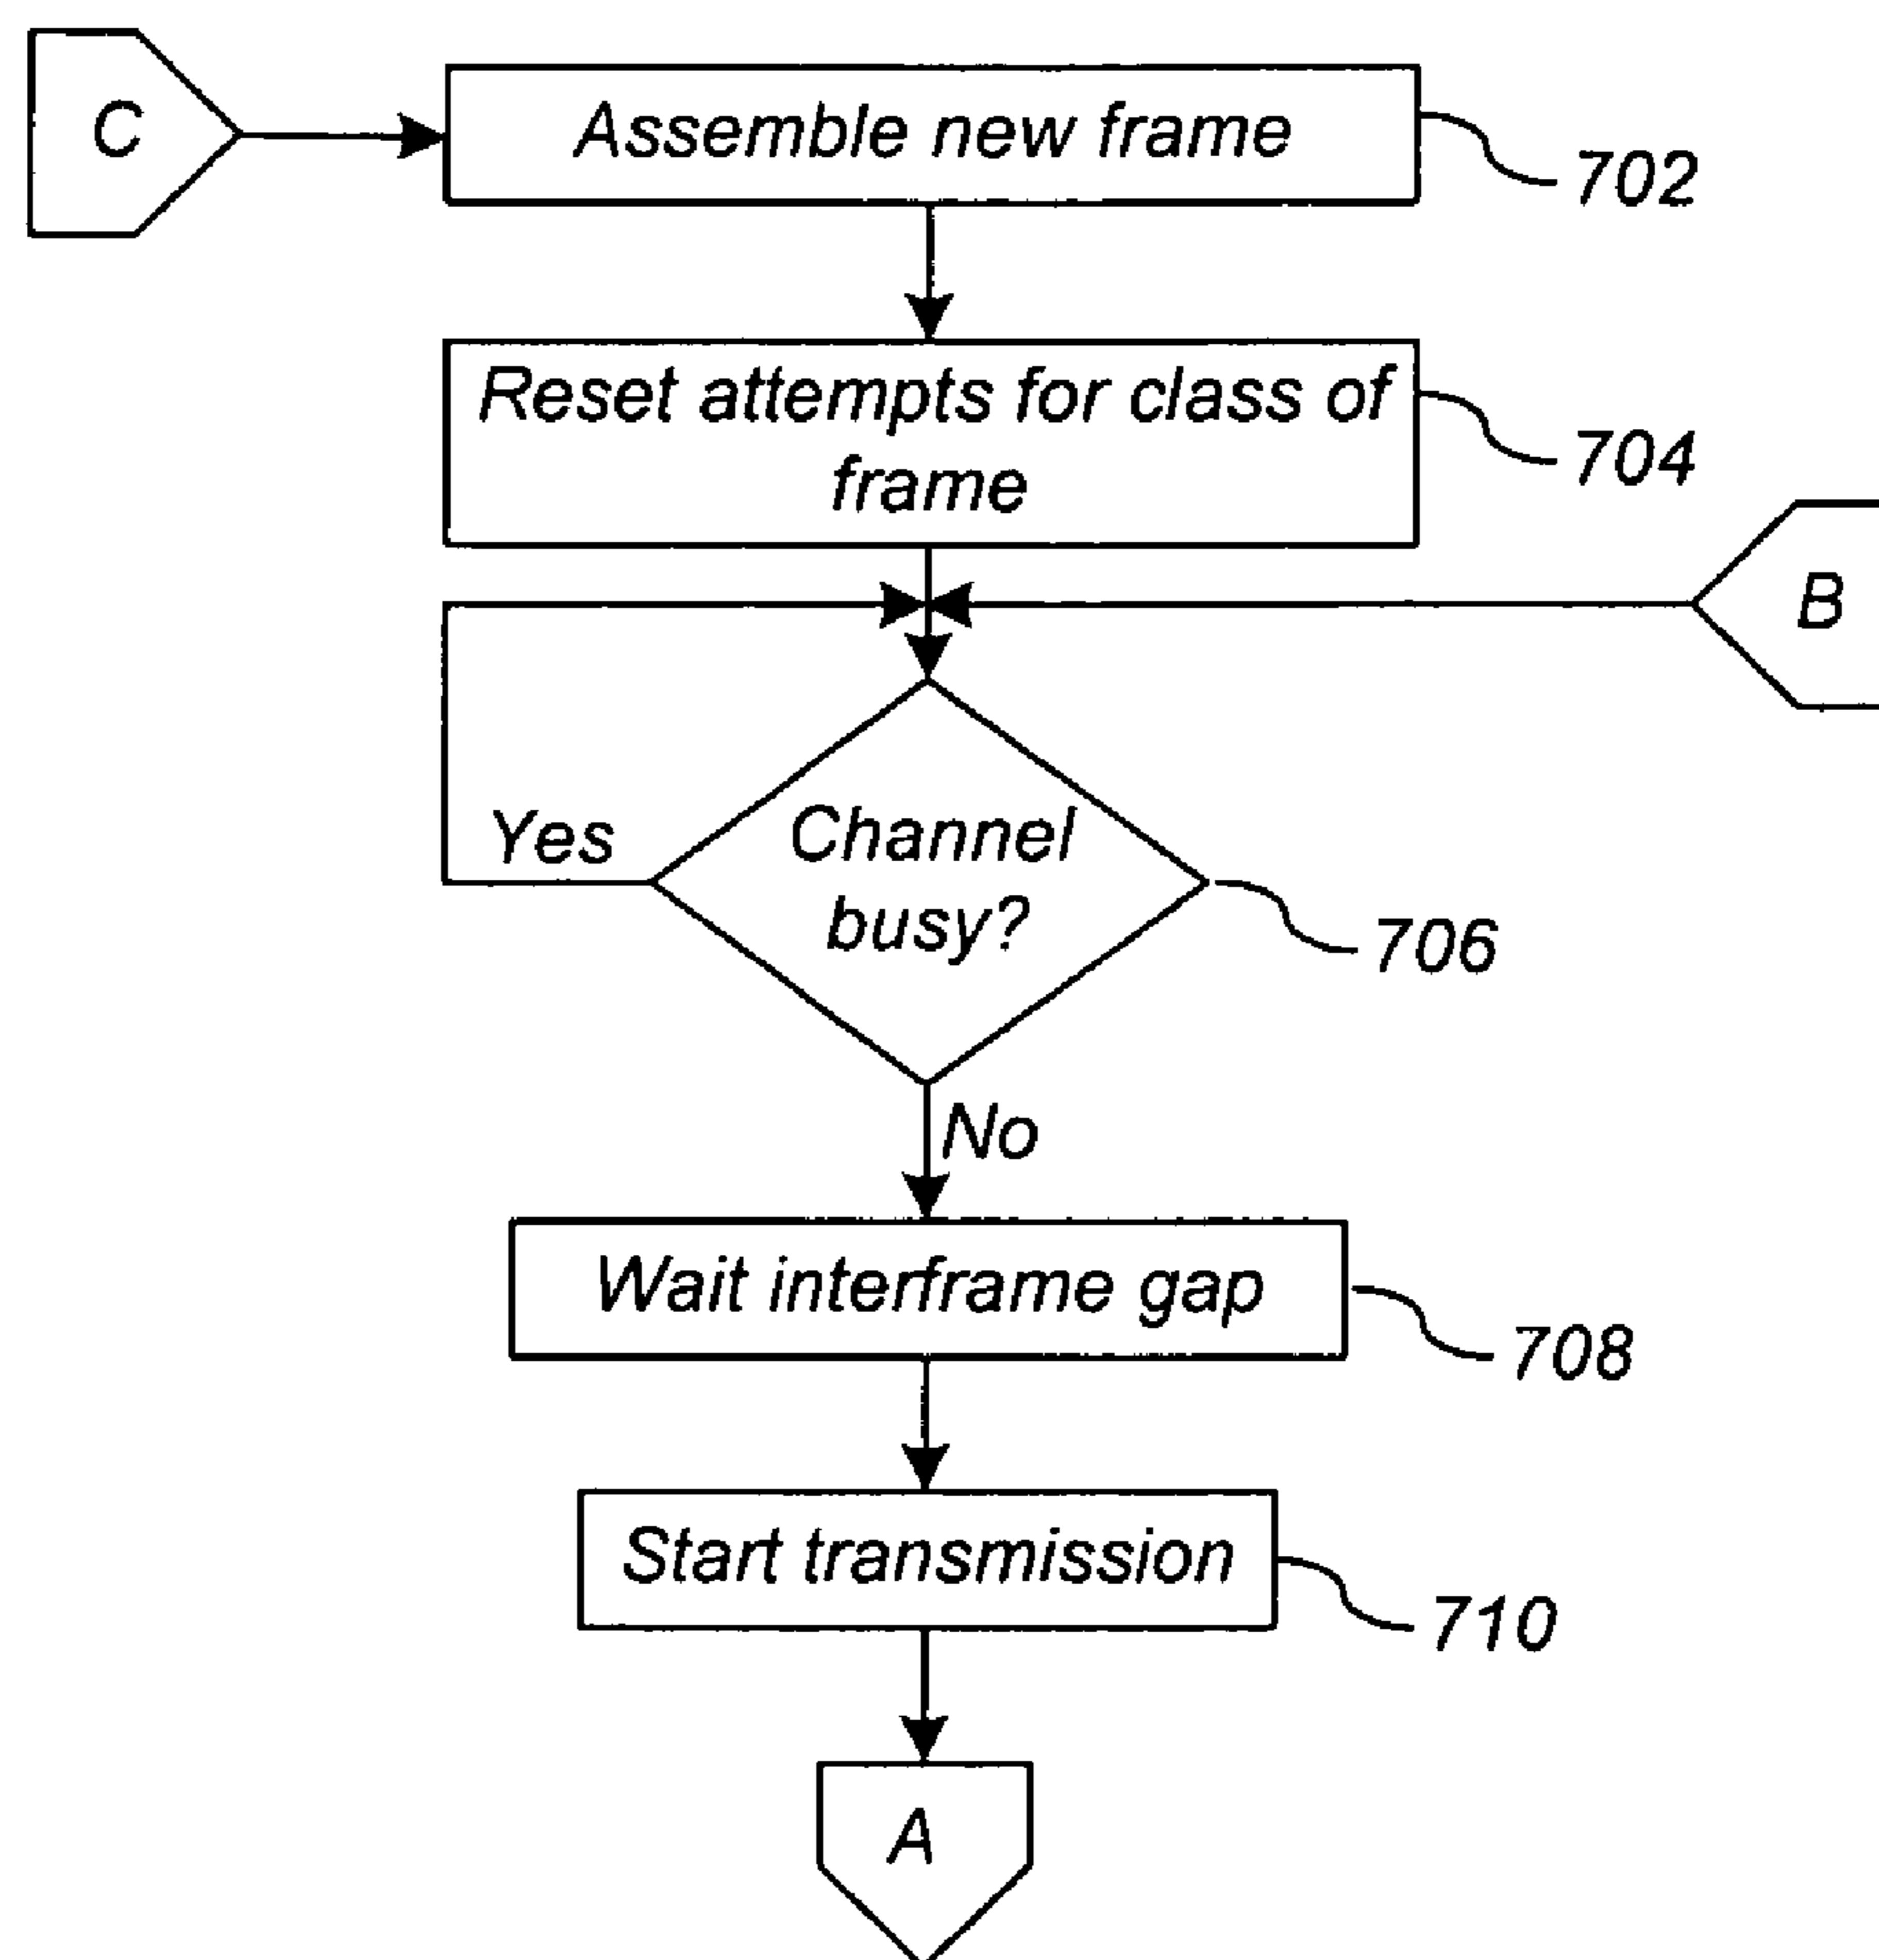 C
Assemble new frame
702
Reset attempts for class of
frame
704
B
Yes
Channel
busy?
706
No
Wait interframe gap
708
Start transmission
710
A